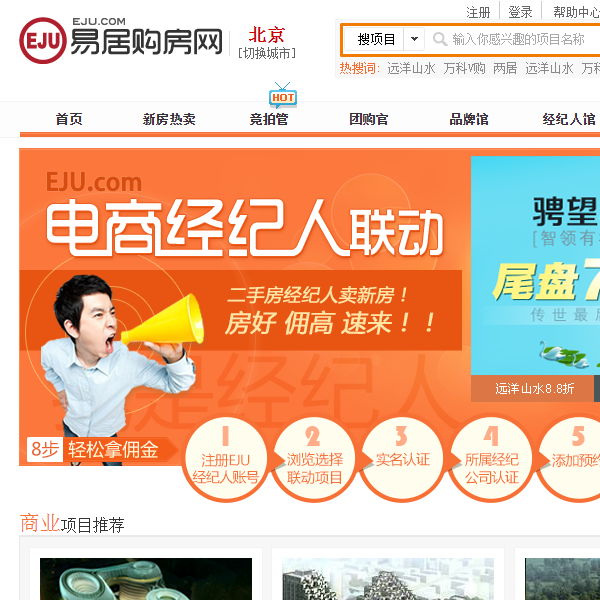 注册 登录 帮助中心
EJU.COM
EJU 易居购房网
北京
[切换城市]
搜项目 输入你感兴趣的项目名称
热搜词: 远洋山水 万科V购 两居 远洋山水 万
HOT
首页 新房热卖 竞拍管 团购官 品牌馆 经纪人馆
EJU.com
电商经纪人联动
二手房经纪人卖新房！
房好 佣高 速来！！
是经纪人
8步 轻松拿佣金
骋望
[智领有
尾盘7
传世最
远洋山水8.8折
1 2 3 4 5
注册EJU
经纪人账号
浏览选择
联动项目
实名认证
所属经纪
公司认证
添加预约
商业项目推荐